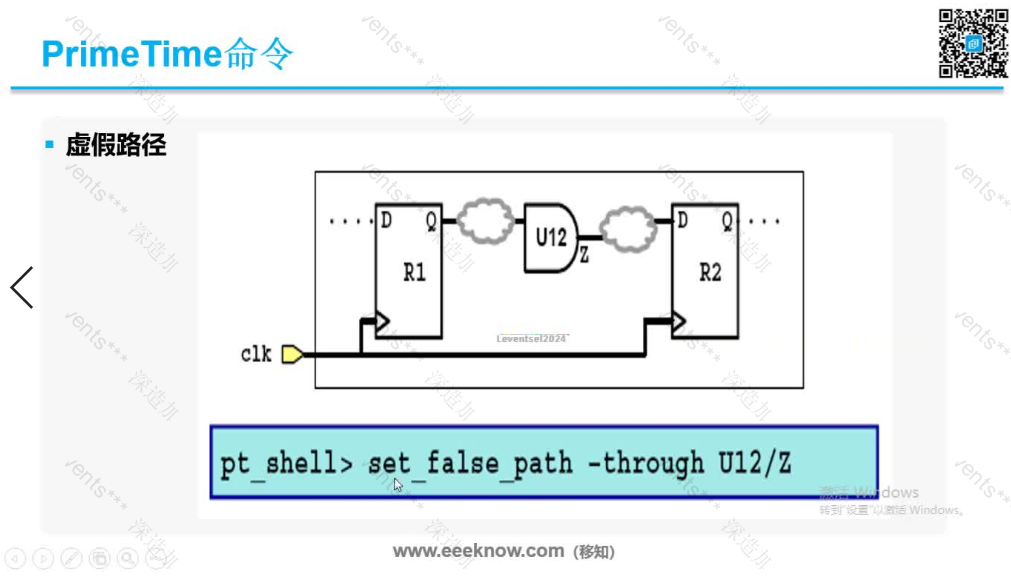 PrimeTime命令
虚假路径
D Q
R1
U12
Z
D Q
R2
Leventsel2024
clk
pt_shell> set_false_path -through U12/Z
激活 Windows
转到"设置"以激活 Windows。
www.eeeknow.com（移知）